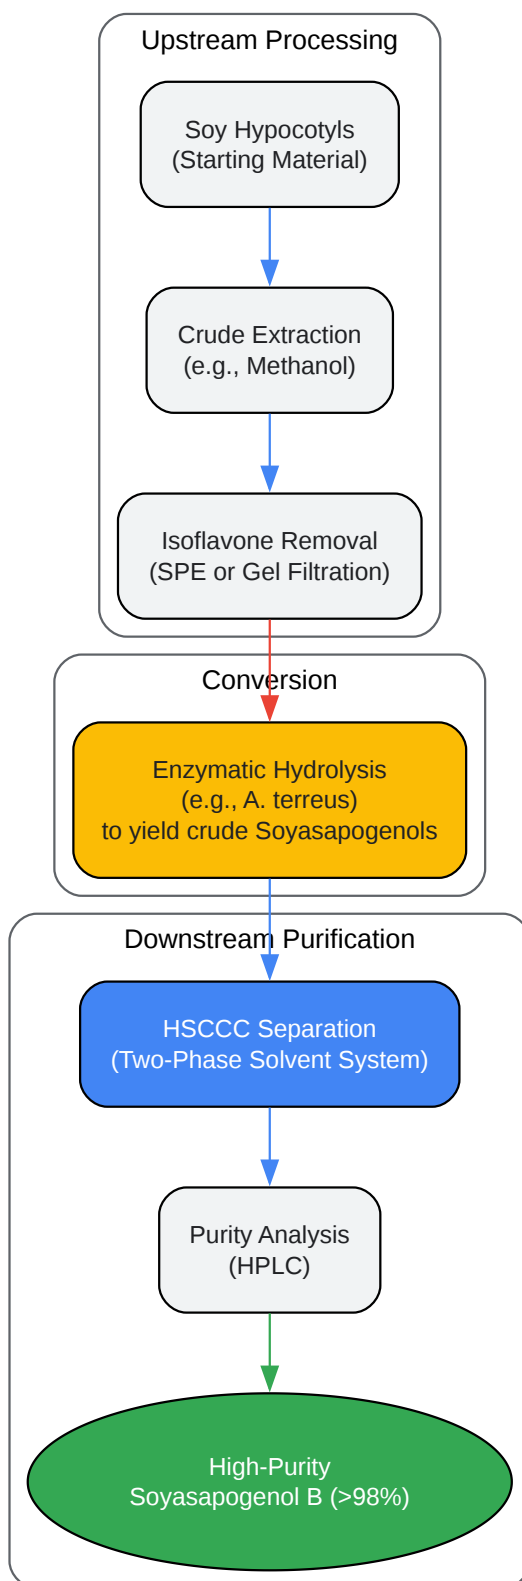 Upstream Processing
Soy Hypocotyls
(Starting Material)
Crude Extraction
(e.g., Methanol)
Isoflavone Removal
(SPE or Gel Filtration)
Conversion
Enzymatic Hydrolysis
(e.g., A. terreus)
to yield crude Soyasapogenols
Downstream Purification
HSCCC Separation
(Two-Phase Solvent System)
Purity Analysis
(HPLC)
High-Purity
Soyasapogenol B (>98%)